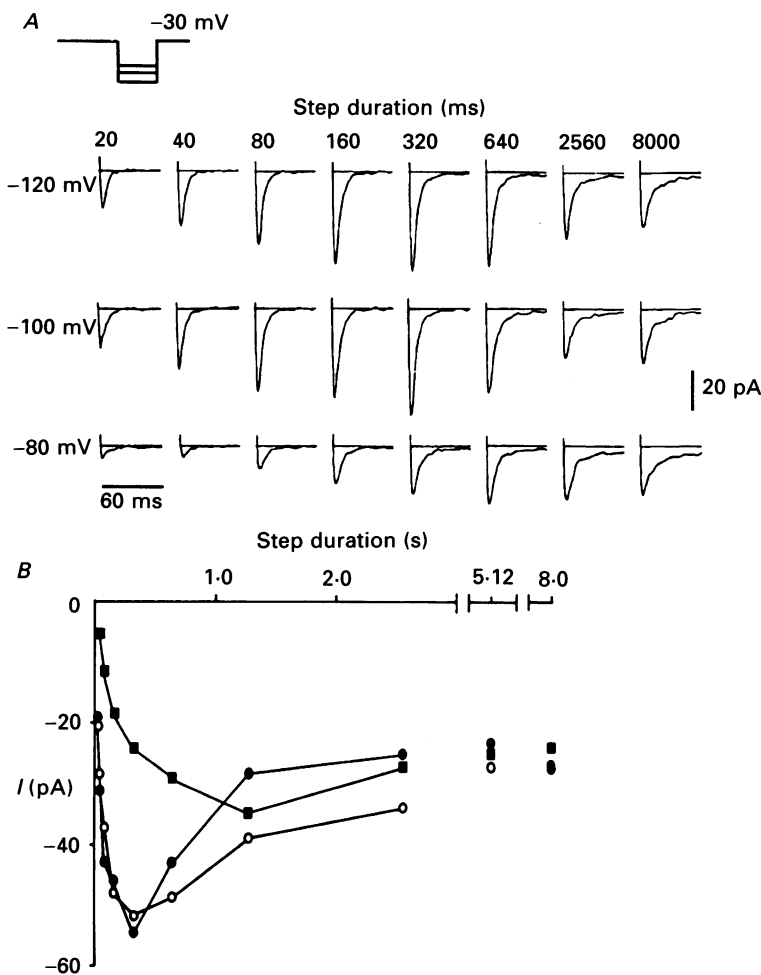 A
−30 mV
Step duration (ms)
20 40 80 160 320 640 2560 8000
−120 mV
−100 mV
20 pA
−80 mV
60 ms
Step duration (s)
B
1·0 2·0 5·12 8·0
0
−20
I (pA)
−40
−60